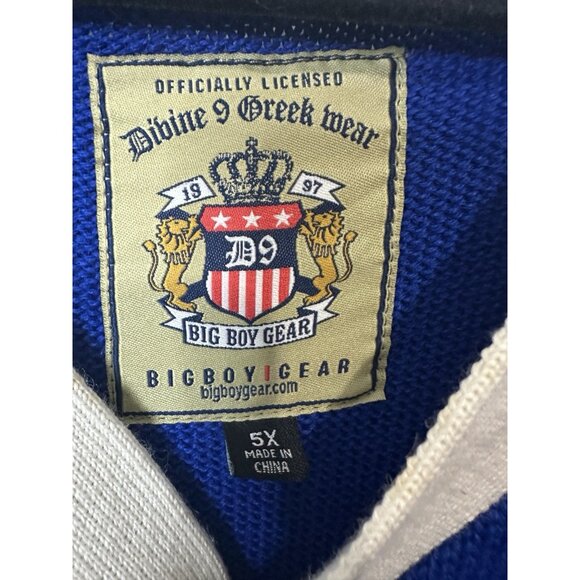 OFFICIALLY LICENSED
Divine 9 Greek wear
19 97
D9
BIG BOY GEAR
BIGBOY|GEAR
bigboygear.com
5X
MADE IN
CHINA